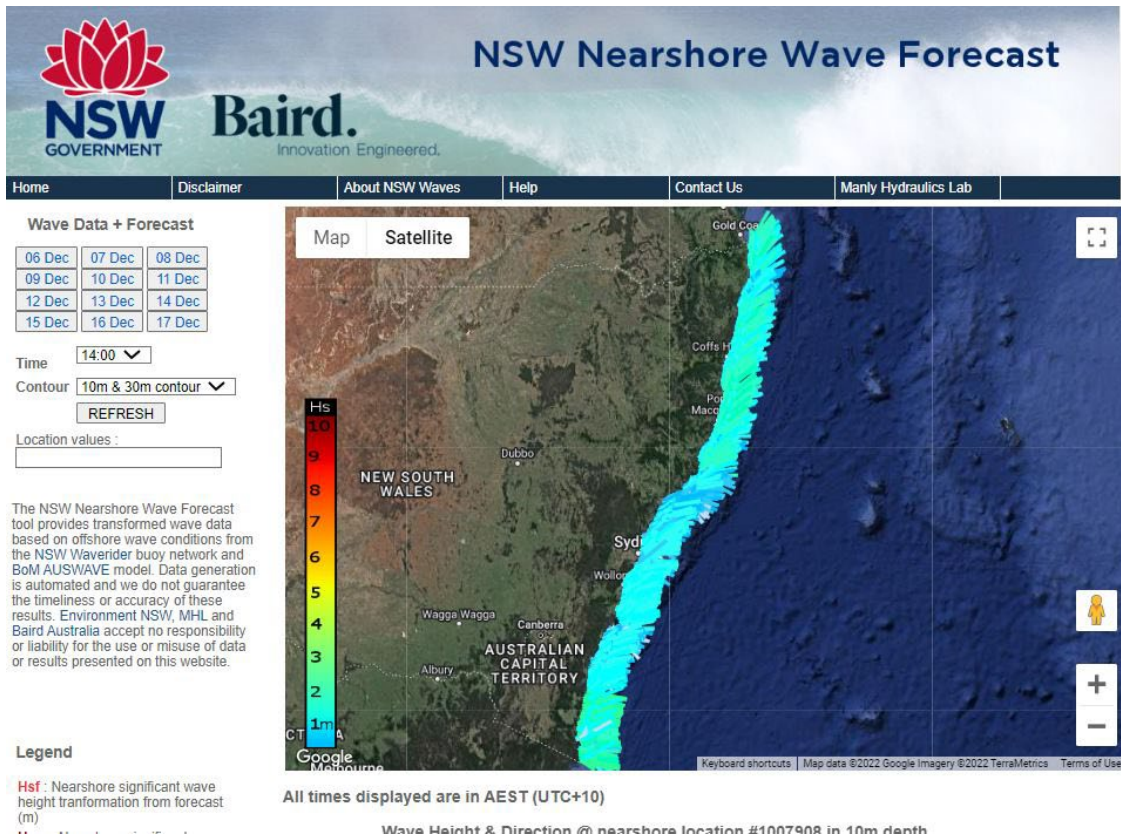 NSW Nearshore Wave Forecast
NSW
GOVERNMENT
Baird.
Innovation Engineered.
Home Disclaimer About NSW Waves Help Contact Us Manly Hydraulics Lab
Wave Data + Forecast
06 Dec 07 Dec 08 Dec
09 Dec 10 Dec 11 Dec
12 Dec 13 Dec 14 Dec
15 Dec 16 Dec 17 Dec
Time 14:00
Contour 10m & 30m contour
REFRESH
Location values :
The NSW Nearshore Wave Forecast
tool provides transformed wave data
based on offshore wave conditions from
the NSW Waverider buoy network and
BoM AUSWAVE model. Data generation
is automated and we do not guarantee
the timeliness or accuracy of these
results. Environment NSW, MHL and
Baird Australia accept no responsibility
or liability for the use or misuse of data
or results presented on this website.
Legend
Hsf : Nearshore significant wave
height tranformation from forecast
(m)
Map Satellite
Gold Coa
Coffs H
Por
Macq
Dubbo
NEW SOUTH
WALES
Syd
Wollon
Wagga Wagga
Canberra
AUSTRALIAN
CAPITAL
TERRITORY
Albury
Hs
10
9
8
7
6
5
4
3
2
1m
Google
Melbourne
Keyboard shortcuts Map data ©2022 Google Imagery ©2022 TerraMetrics Terms of Use
All times displayed are in AEST (UTC+10)
Wave Height & Direction @ nearshore location #1007908 in 10m depth